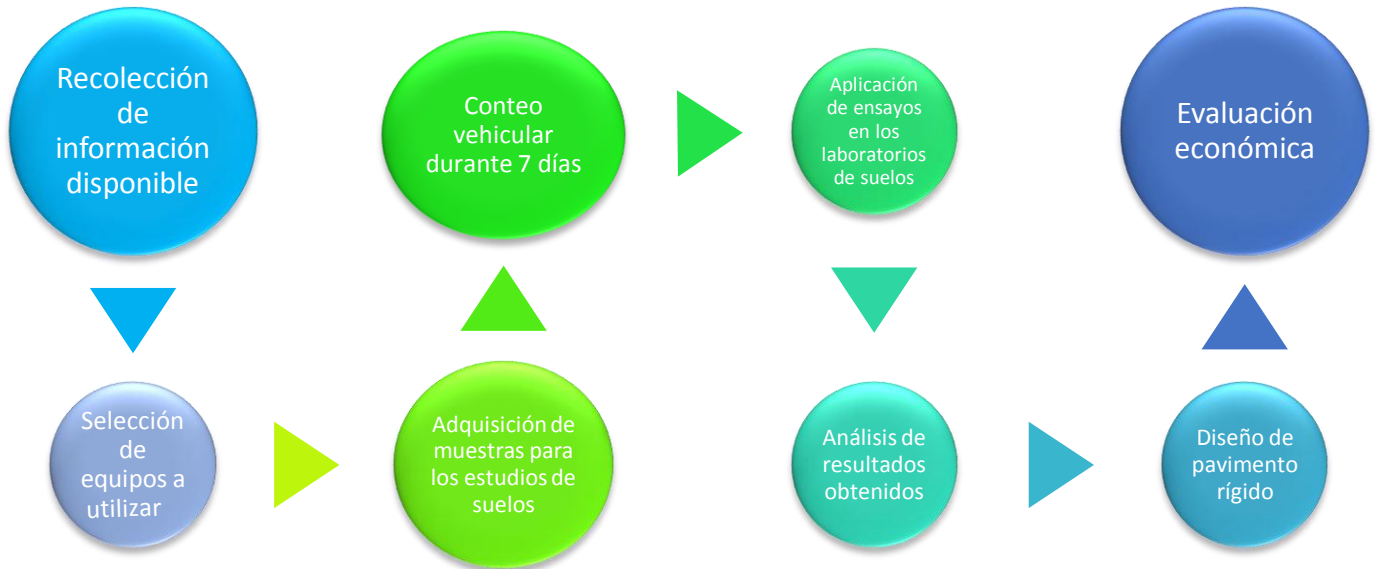 Recolección
de
información
disponible
Selección
de
equipos a
utilizar
Adquisición de
muestras para
los estudios de
suelos
Conteo
vehicular
durante 7 días
Aplicación
de ensayos
en los
laboratorios
de suelos
Análisis de
resultados
obtenidos
Diseño de
pavimento
rígido
Evaluación
económica